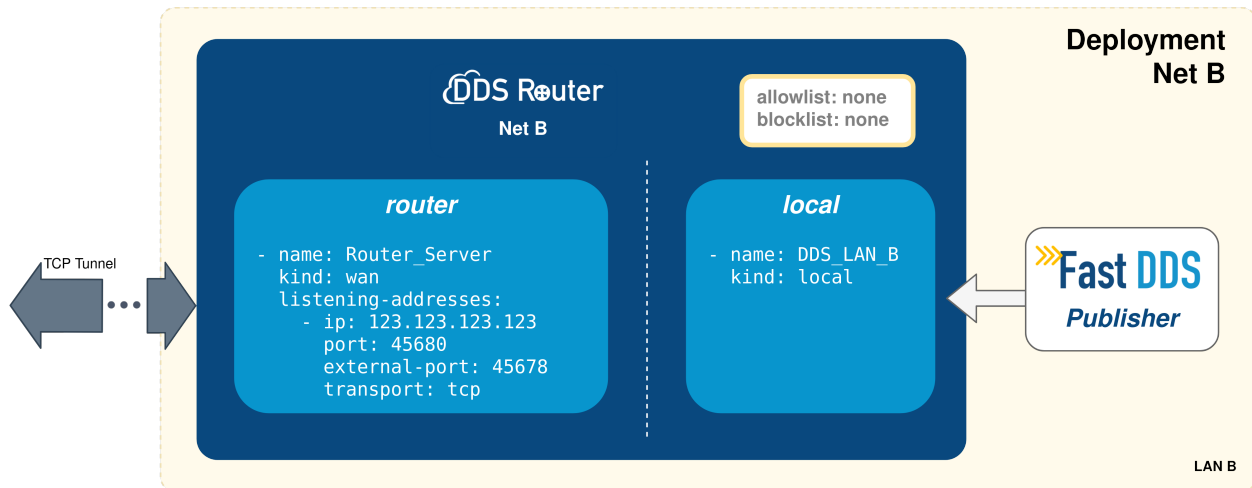 Deployment
Net B
DDS Router
Net B
allowlist: none
blocklist: none
router
- name: Router_Server
kind: wan
listening-addresses:
- ip: 123.123.123.123
port: 45680
external-port: 45678
transport: tcp
local
- name: DDS_LAN_B
kind: local
TCP Tunnel
Fast DDS
Publisher
LAN B